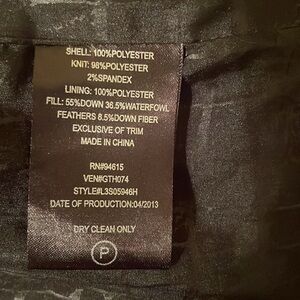 SHELL: 100%POLYESTER
KNIT: 98%POLYESTER
2%SPANDEX
LINING: 100%POLYESTER
FILL: 55%DOWN 36.5%WATERFOWL
FEATHERS 8.5%DOWN FIBER
EXCLUSIVE OF TRIM
MADE IN CHINA
RN#94615
VEN#GTH074
STYLE#L3S05946H
DATE OF PRODUCTION:04/2013
DRY CLEAN ONLY
P